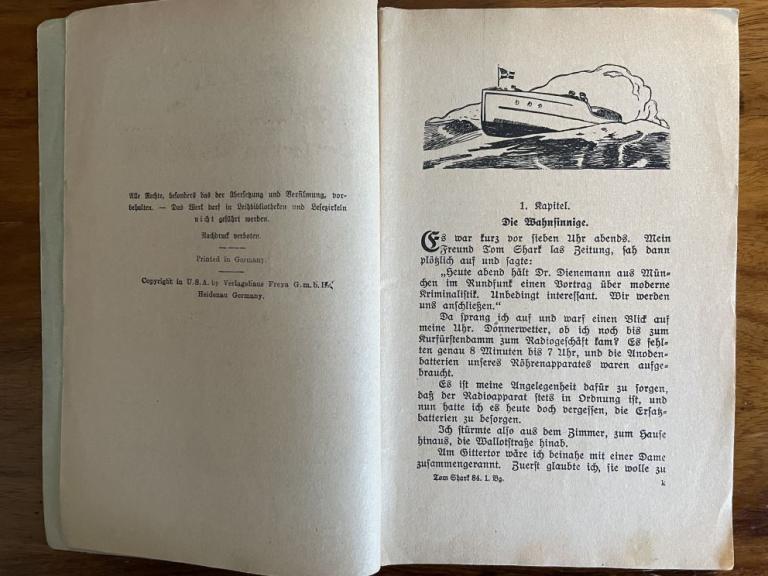 Alle Rechte, besonders das der Übersetzung und Verfilmung, vor-
behalten. — Das Werk darf in Leihbibliotheken und Lesezirkeln
nicht geführt werden.
Nachdruck verboten.
Printed in Germany.
Copyright in U.S.A. by Verlagshaus Freya G.m.b.H.,
Heidenau Germany.
1. Kapitel.
Die Wahnsinnige.
Es war kurz vor sieben Uhr abends. Mein
Freund Tom Shark las Zeitung, sah dann
plötzlich auf und sagte:
„Heute abend hält Dr. Dienemann aus Mün-
chen im Rundfunk einen Vortrag über moderne
Kriminalistik. Unbedingt interessant. Wir werden
uns anschließen.“
Da sprang ich auf und warf einen Blick auf
meine Uhr. Donnerwetter, ob ich noch bis zum
Kurfürstendamm zum Radiogeschäft kam? Es fehl-
ten genau 8 Minuten bis 7 Uhr, und die Anoden-
batterien unseres Röhrenapparates waren aufge-
braucht.
Es ist meine Angelegenheit dafür zu sorgen,
daß der Radioapparat stets in Ordnung ist, und
nun hatte ich es heute doch vergessen, die Ersatz-
batterien zu besorgen.
Ich stürmte also aus dem Zimmer, zum Hause
hinaus, die Wallotstraße hinab.
Am Gittertor wäre ich beinahe mit einer Dame
zusammengerannt. Zuerst glaubte ich, sie wolle zu
Tom Shark 84. 1. Bg.